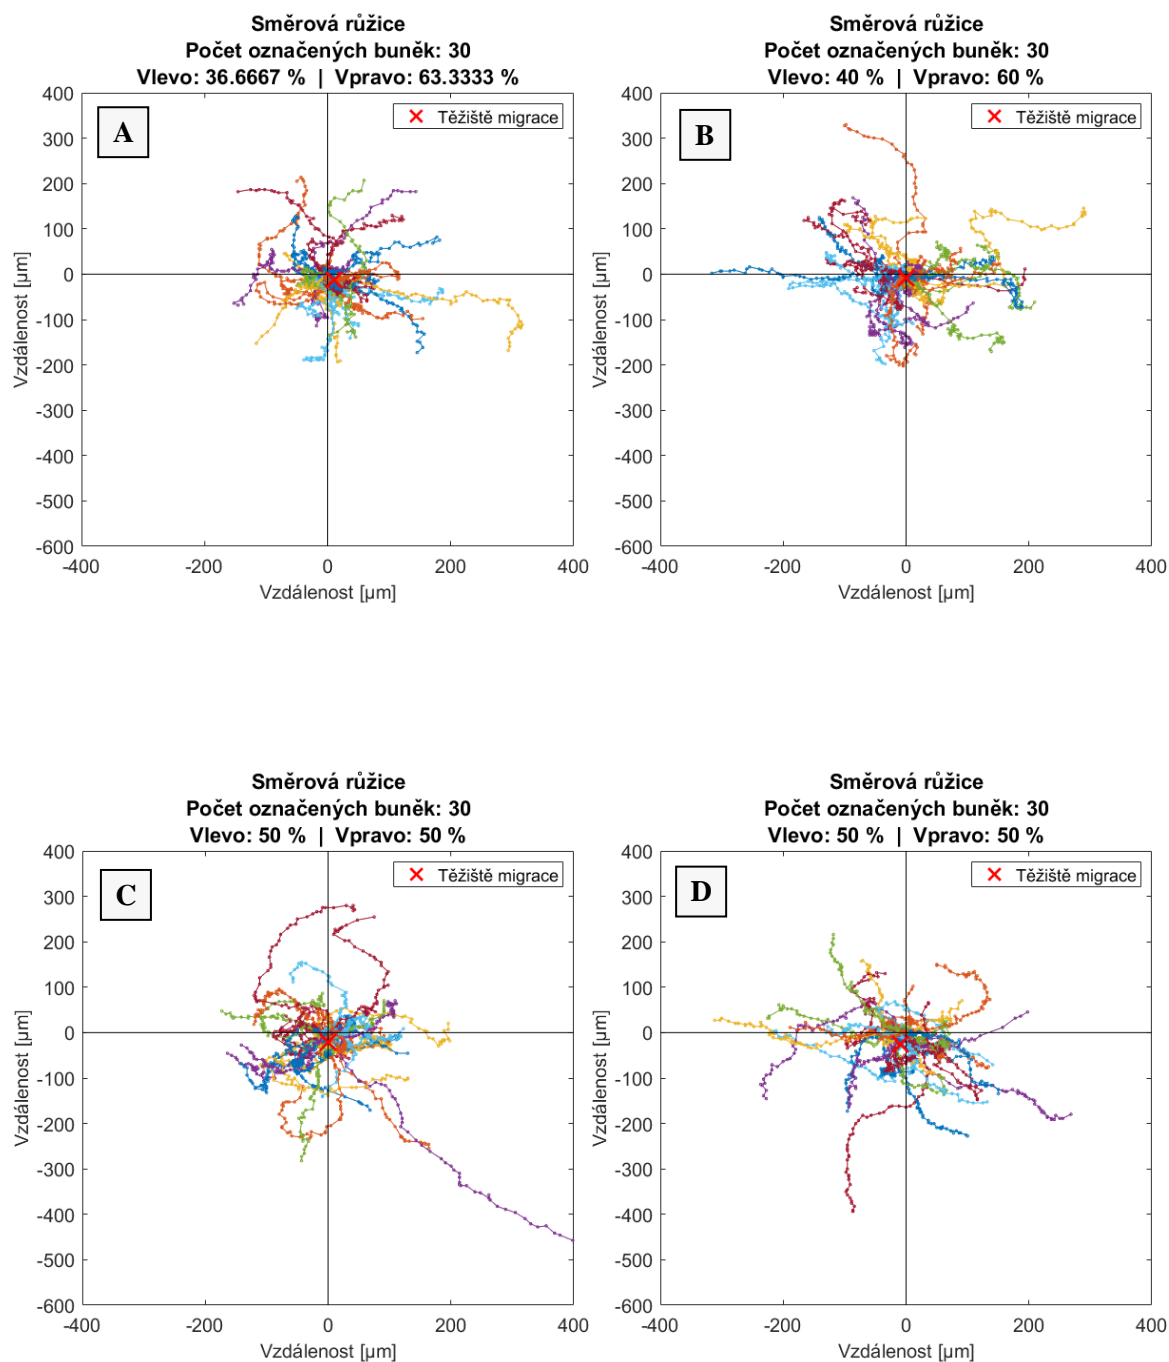 Směrová růžice
Počet označených buněk: 30
Vlevo: 36.6667 % | Vpravo: 63.3333 %
A
Těžiště migrace
400
300
200
100
0
-100
-200
-300
-400
-500
-600
Vzdálenost [µm]
-400
-200
0
200
400
Vzdálenost [µm]
Směrová růžice
Počet označených buněk: 30
Vlevo: 40 % | Vpravo: 60 %
B
Těžiště migrace
400
300
200
100
0
-100
-200
-300
-400
-500
-600
Vzdálenost [µm]
-400
-200
0
200
400
Vzdálenost [µm]
Směrová růžice
Počet označených buněk: 30
Vlevo: 50 % | Vpravo: 50 %
C
Těžiště migrace
400
300
200
100
0
-100
-200
-300
-400
-500
-600
Vzdálenost [µm]
-400
-200
0
200
400
Vzdálenost [µm]
Směrová růžice
Počet označených buněk: 30
Vlevo: 50 % | Vpravo: 50 %
D
Těžiště migrace
400
300
200
100
0
-100
-200
-300
-400
-500
-600
Vzdálenost [µm]
-400
-200
0
200
400
Vzdálenost [µm]